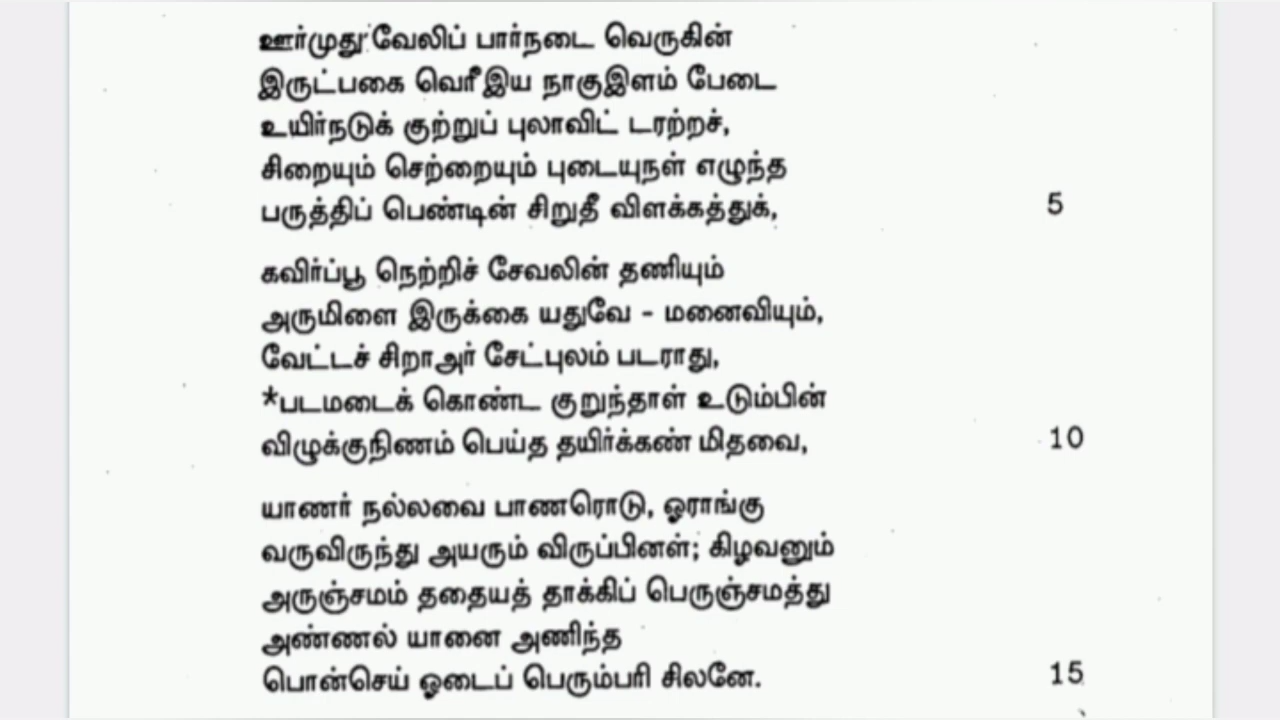 ஊர்முது வேலிப் பார்நடை வெருகின்
இருட்பகை வெரீஇய நாகுஇளம் பேடை
உயிர்நடுக் குற்றுப் புலாவிட் டரற்றச்,
சிறையும் செற்றையும் புடையுநள் எழுந்த
பருத்திப் பெண்டின் சிறுதீ விளக்கத்துக், 5
கவிர்ப்பூ நெற்றிச் சேவலின் தணியும்
அருமிளை இருக்கை யதுவே - மனைவியும்,
வேட்டச் சிறாஅர் சேட்புலம் படராது,
*படமடைக் கொண்ட குறுந்தாள் உடும்பின்
விழுக்குநிணம் பெய்த தயிர்க்கண் மிதவை, 10
யாணர் நல்லவை பாணரொடு, ஓராங்கு
வருவிருந்து அயரும் விருப்பினள்; கிழவனும்
அருஞ்சமம் ததையத் தாக்கிப் பெருஞ்சமத்து
அண்ணல் யானை அணிந்த
பொன்செய் ஓடைப் பெரும்பரி சிலனே. 15